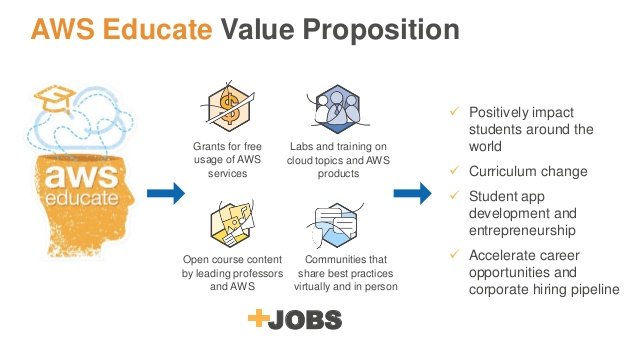 AWS Educate Value Proposition
aws
educate
Grants for free
usage of AWS
services
Labs and training on
cloud topics and AWS
products
Open course content
by leading professors
and AWS
Communities that
share best practices
virtually and in person
+JOBS
✓ Positively impact
students around the
world
✓ Curriculum change
✓ Student app
development and
entrepreneurship
✓ Accelerate career
opportunities and
corporate hiring pipeline